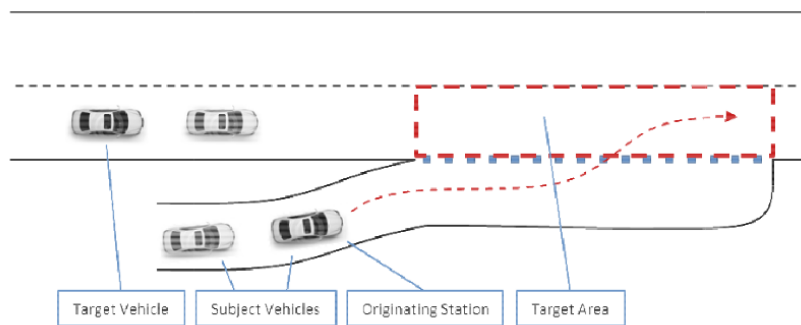 Target Vehicle
Subject Vehicles
Originating Station
Target Area